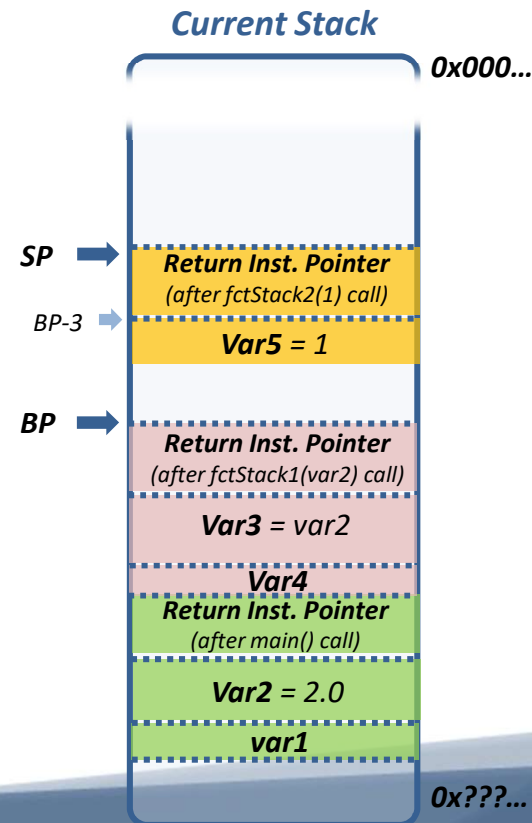 Current Stack
0x000...
SP
Return Inst. Pointer
(after fctStack2(1) call)
BP-3
Var5 = 1
BP
Return Inst. Pointer
(after fctStack1(var2) call)
Var3 = var2
Var4
Return Inst. Pointer
(after main() call)
Var2 = 2.0
var1
0x???...